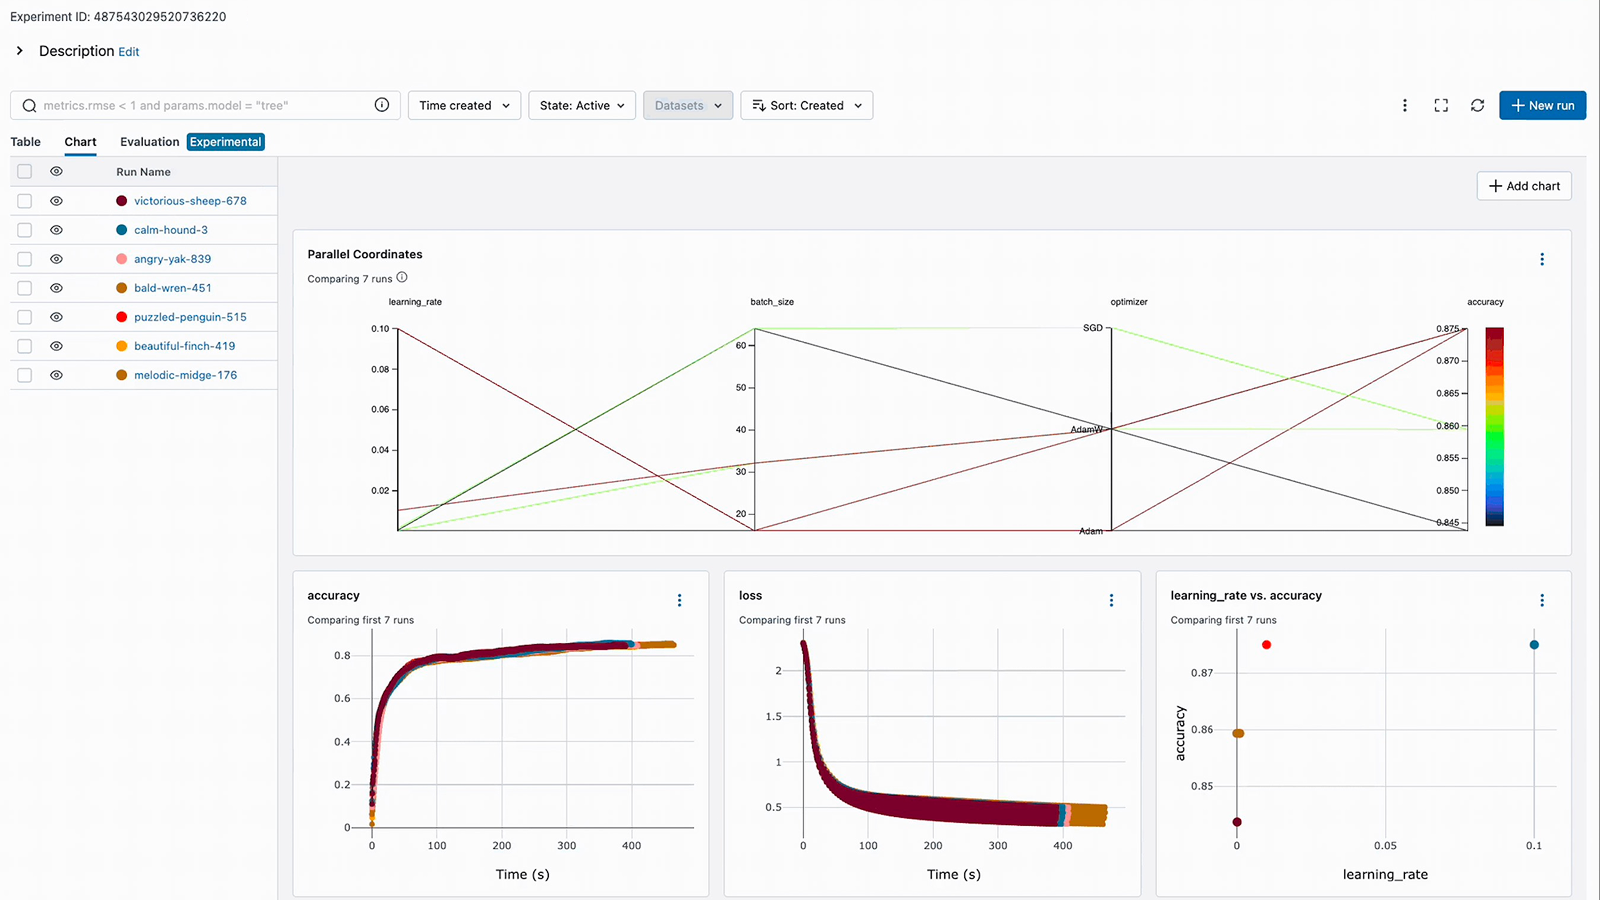 Experiment ID: 487543029520736220
Description Edit
metrics.rmse < 1 and params.model = "tree"
Time created
State: Active
Datasets
Sort: Created
New run
Table Chart Evaluation Experimental
Run Name
victorious-sheep-678
calm-hound-3
angry-yak-839
bald-wren-451
puzzled-penguin-515
beautiful-finch-419
melodic-midge-176
Add chart
Parallel Coordinates
Comparing 7 runs
learning_rate batch_size optimizer accuracy
0.10
0.08
0.06
0.04
0.02
60
50
40
30
20
SGD
AdamW
Adam
0.875
0.870
0.865
0.860
0.855
0.850
0.845
accuracy
Comparing first 7 runs
0.8
0.6
0.4
0.2
0
0 100 200 300 400
Time (s)
loss
Comparing first 7 runs
2
1.5
1
0.5
0 100 200 300 400
Time (s)
learning_rate vs. accuracy
Comparing first 7 runs
accuracy
0.87
0.86
0.85
0 0.05 0.1
learning_rate